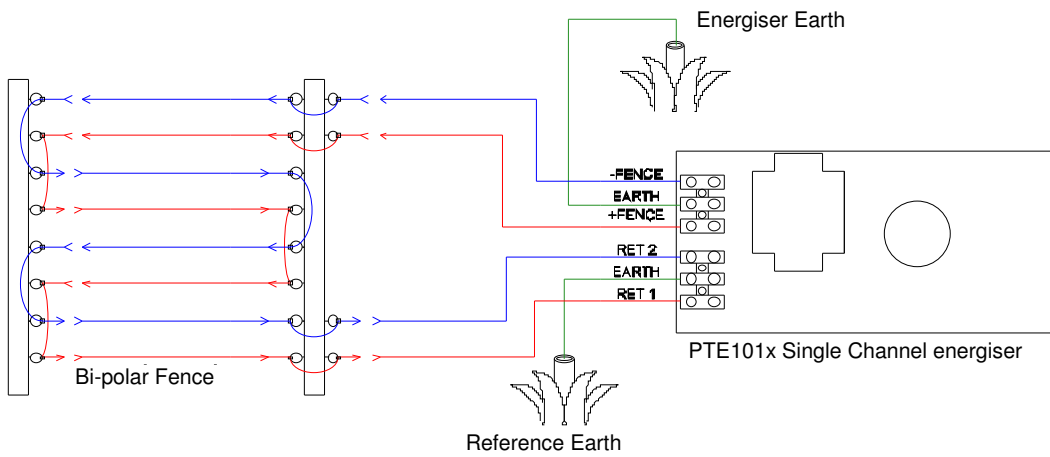 Energiser Earth
-FENCE
EARTH
+FENCE
RET 2
EARTH
RET 1
PTE101x Single Channel energiser
Bi-polar Fence
Reference Earth